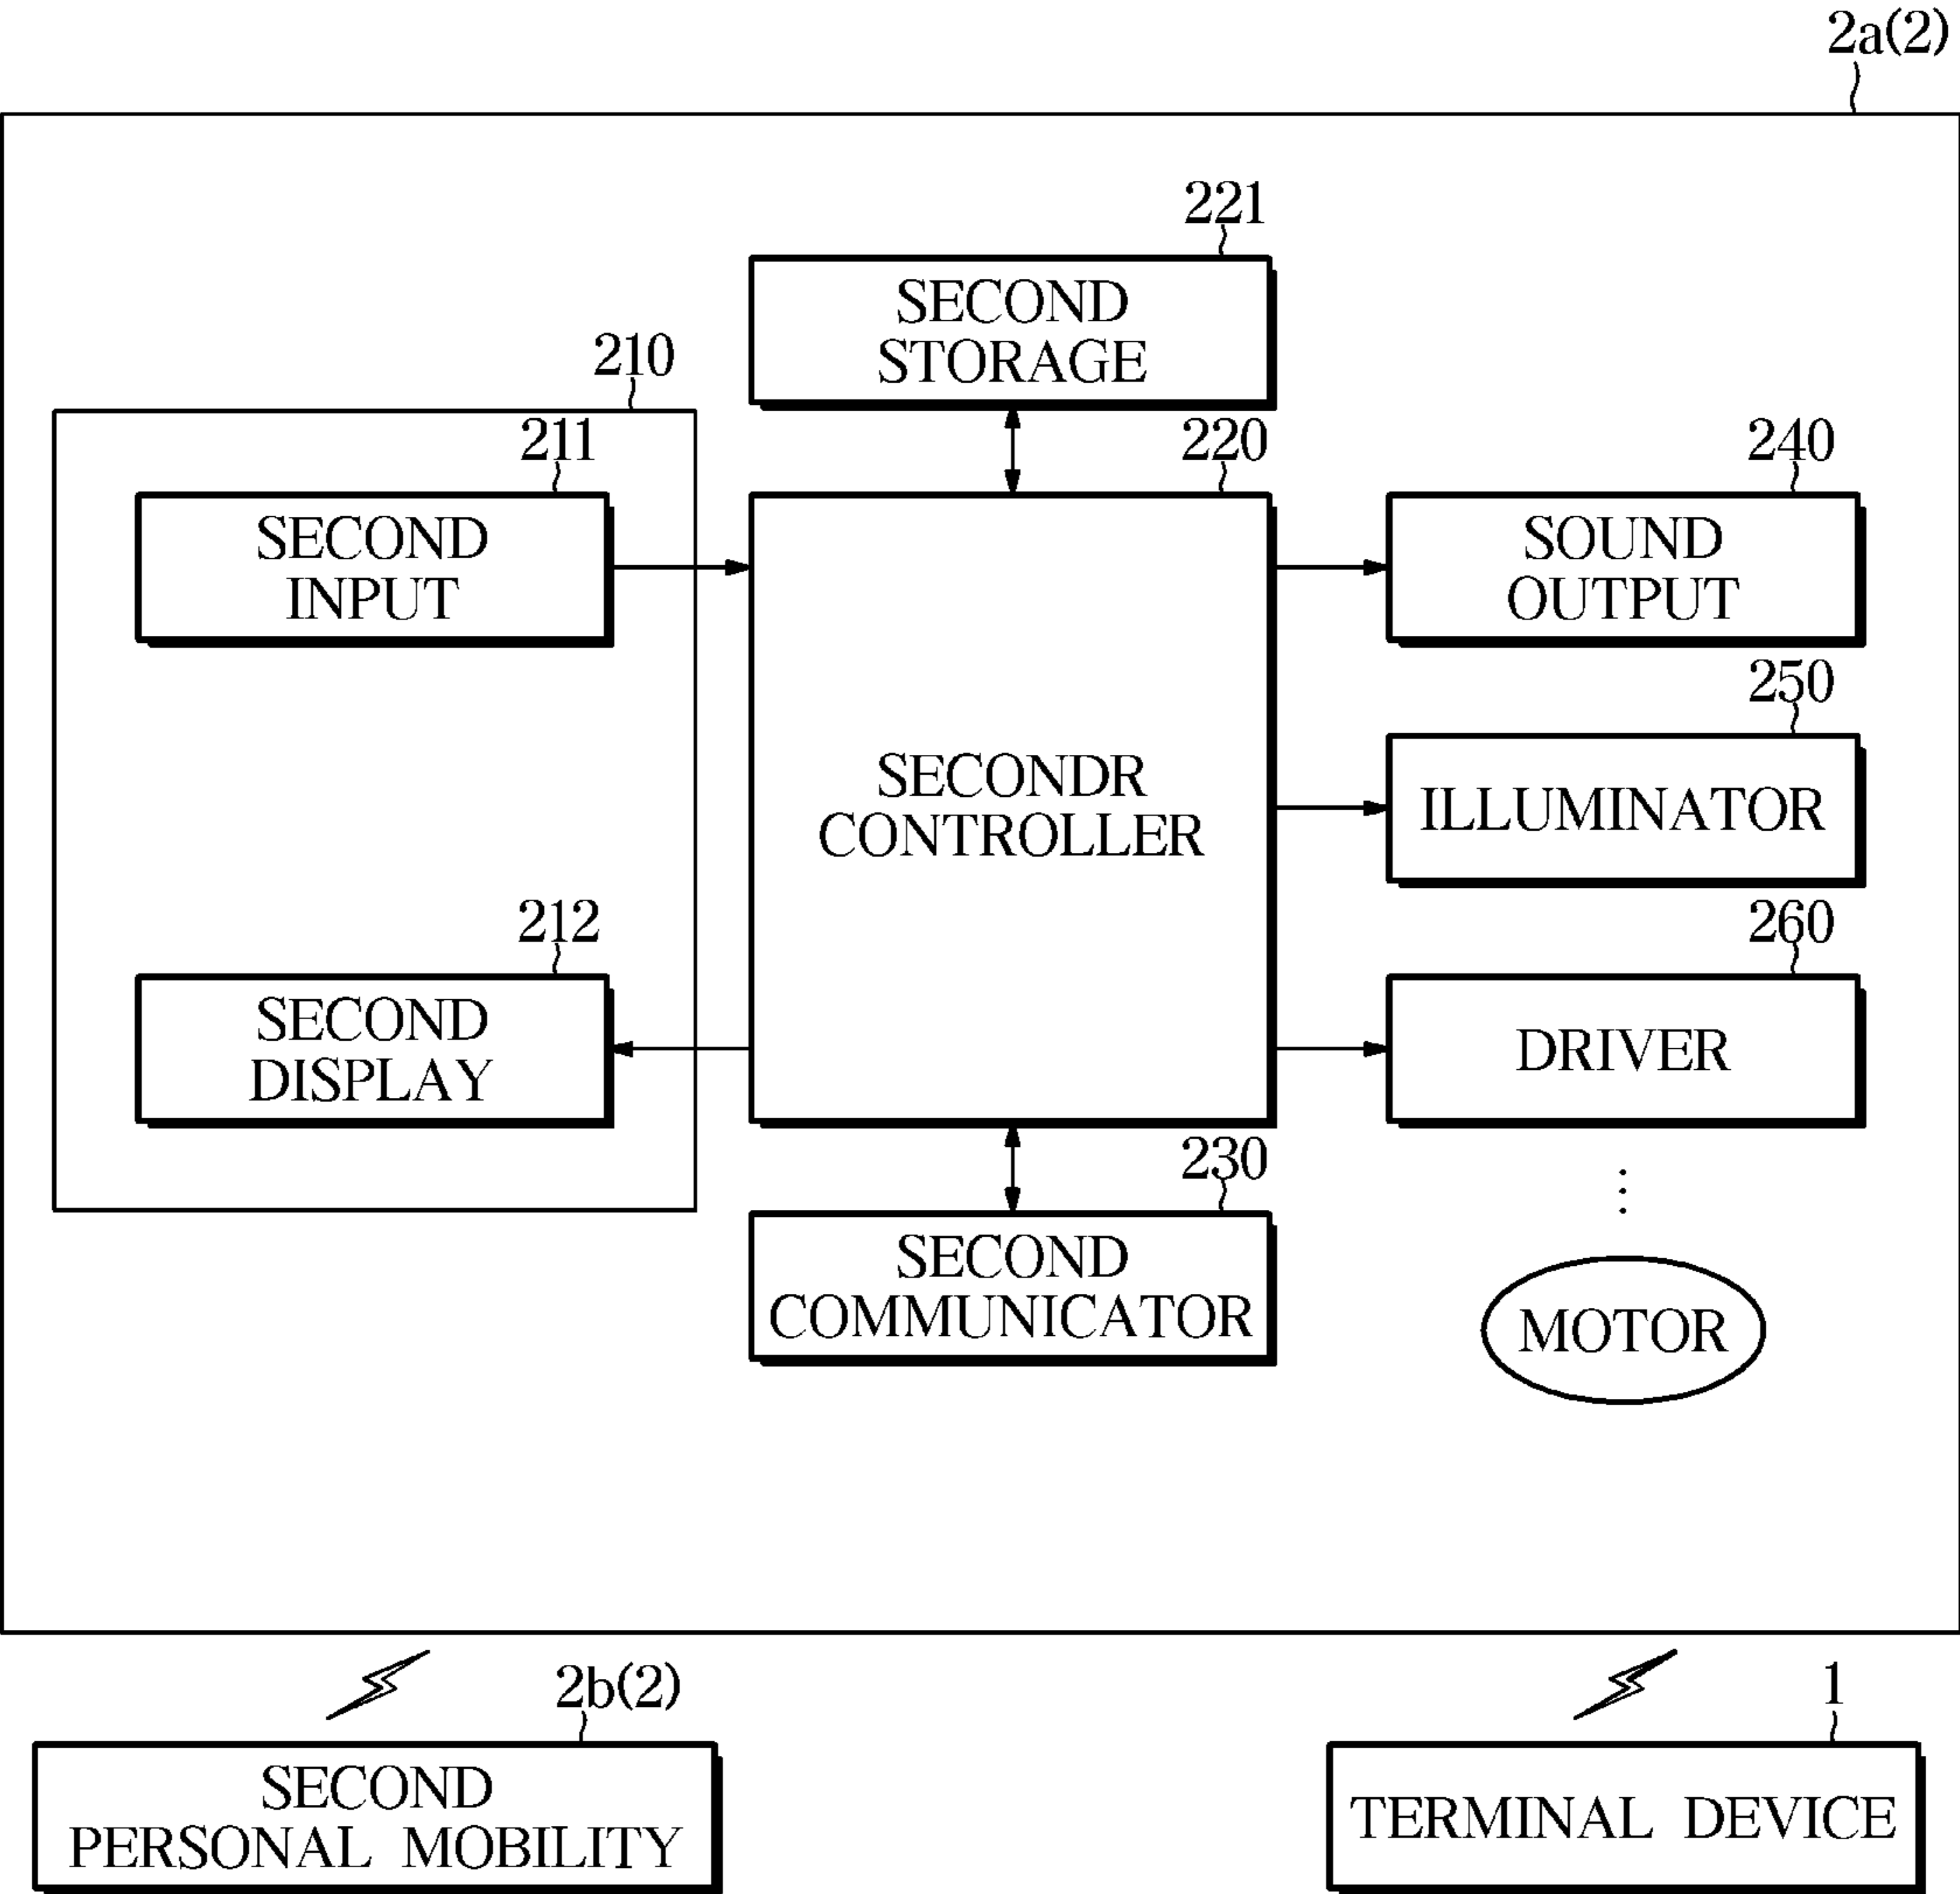 2a(2)
221
SECOND
STORAGE
210
211
SECOND
INPUT
220
SECONDR
CONTROLLER
240
SOUND
OUTPUT
250
ILLUMINATOR
212
SECOND
DISPLAY
260
DRIVER
230
SECOND
COMMUNICATOR
MOTOR
2b(2)
SECOND
PERSONAL MOBILITY
1
TERMINAL DEVICE